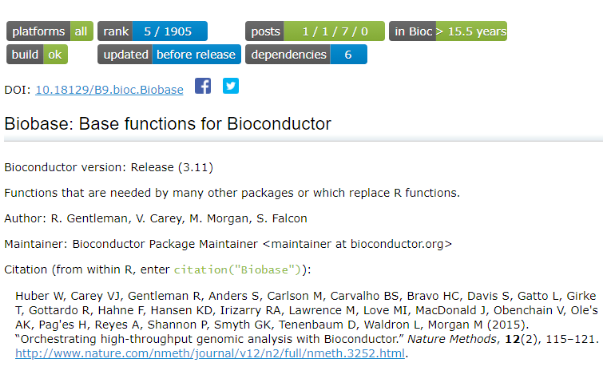 platforms all rank 5 / 1905 posts 1 / 1 / 7 / 0 in Bioc > 15.5 years
build ok updated before release dependencies 6
DOI: 10.18129/B9.bioc.Biobase
Biobase: Base functions for Bioconductor
Bioconductor version: Release (3.11)
Functions that are needed by many other packages or which replace R functions.
Author: R. Gentleman, V. Carey, M. Morgan, S. Falcon
Maintainer: Bioconductor Package Maintainer <maintainer at bioconductor.org>
Citation (from within R, enter citation("Biobase")):
Huber W, Carey VJ, Gentleman R, Anders S, Carlson M, Carvalho BS, Bravo HC, Davis S, Gatto L, Girke
T, Gottardo R, Hahne F, Hansen KD, Irizarry RA, Lawrence M, Love MI, MacDonald J, Obenchain V, Ole's
AK, Pag'es H, Reyes A, Shannon P, Smyth GK, Tenenbaum D, Waldron L, Morgan M (2015).
“Orchestrating high-throughput genomic analysis with Bioconductor.” Nature Methods, 12(2), 115–121.
http://www.nature.com/nmeth/journal/v12/n2/full/nmeth.3252.html.